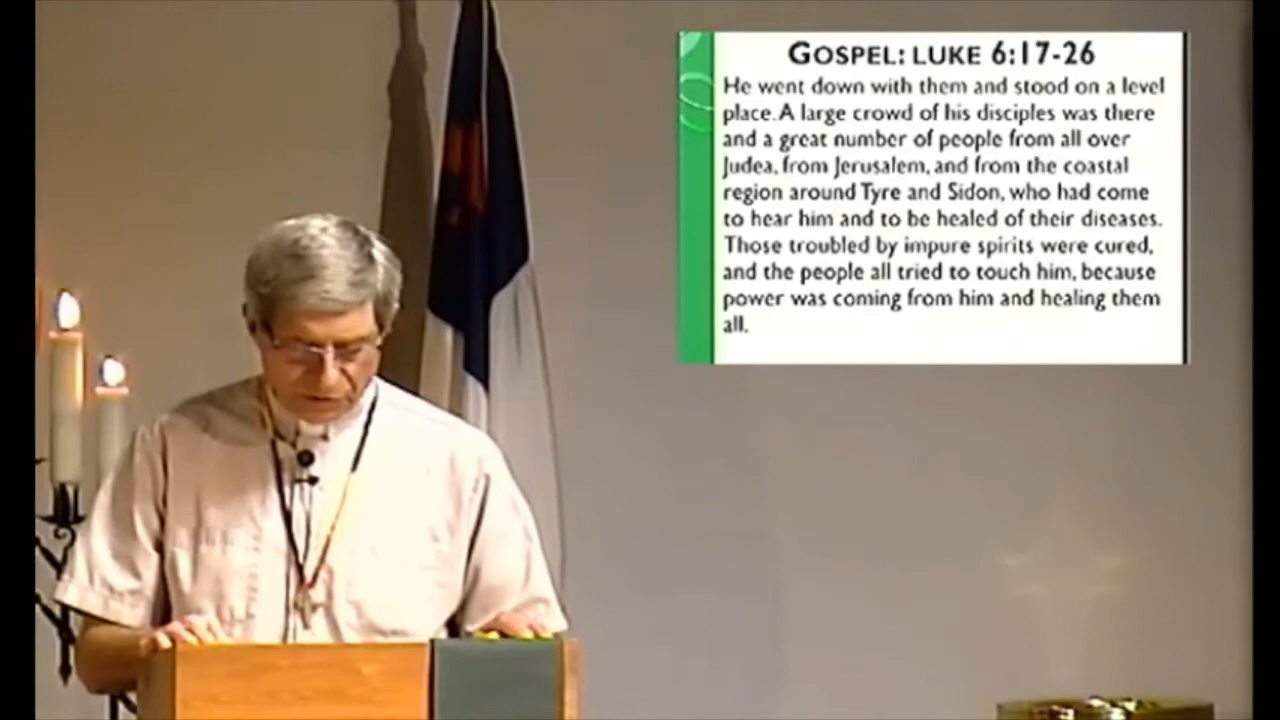 GOSPEL: LUKE 6:17-26
He went down with them and stood on a level
place. A large crowd of his disciples was there
and a great number of people from all over
Judea, from Jerusalem, and from the coastal
region around Tyre and Sidon, who had come
to hear him and to be healed of their diseases.
Those troubled by impure spirits were cured,
and the people all tried to touch him, because
power was coming from him and healing them
all.